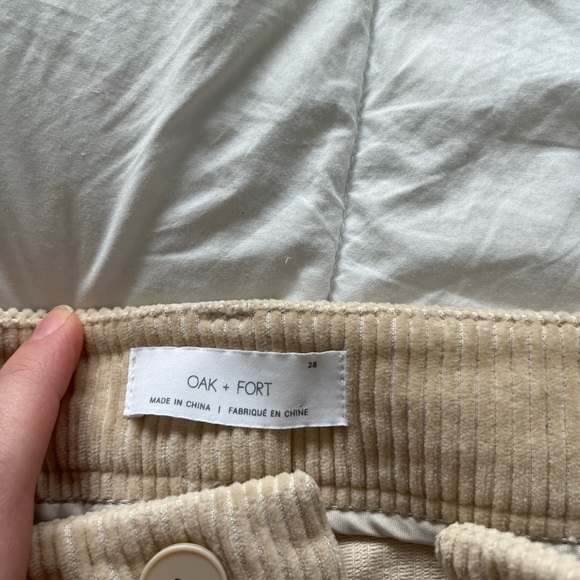 28
OAK + FORT
MADE IN CHINA | FABRIQUÉ EN CHINE